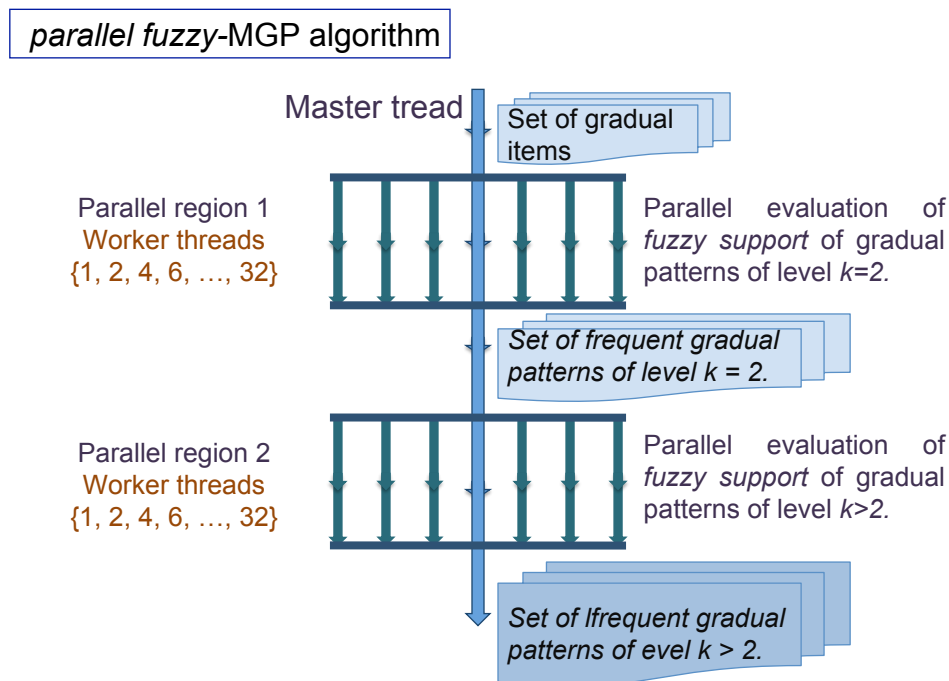 parallel fuzzy-MGP algorithm
Master tread
Set of gradual
items
Parallel region 1
Worker threads
{1, 2, 4, 6, …, 32}
Parallel evaluation of
fuzzy support of gradual
patterns of level k=2.
Set of frequent gradual
patterns of level k = 2.
Parallel region 2
Worker threads
{1, 2, 4, 6, …, 32}
Parallel evaluation of
fuzzy support of gradual
patterns of level k>2.
Set of lfrequent gradual
patterns of evel k > 2.